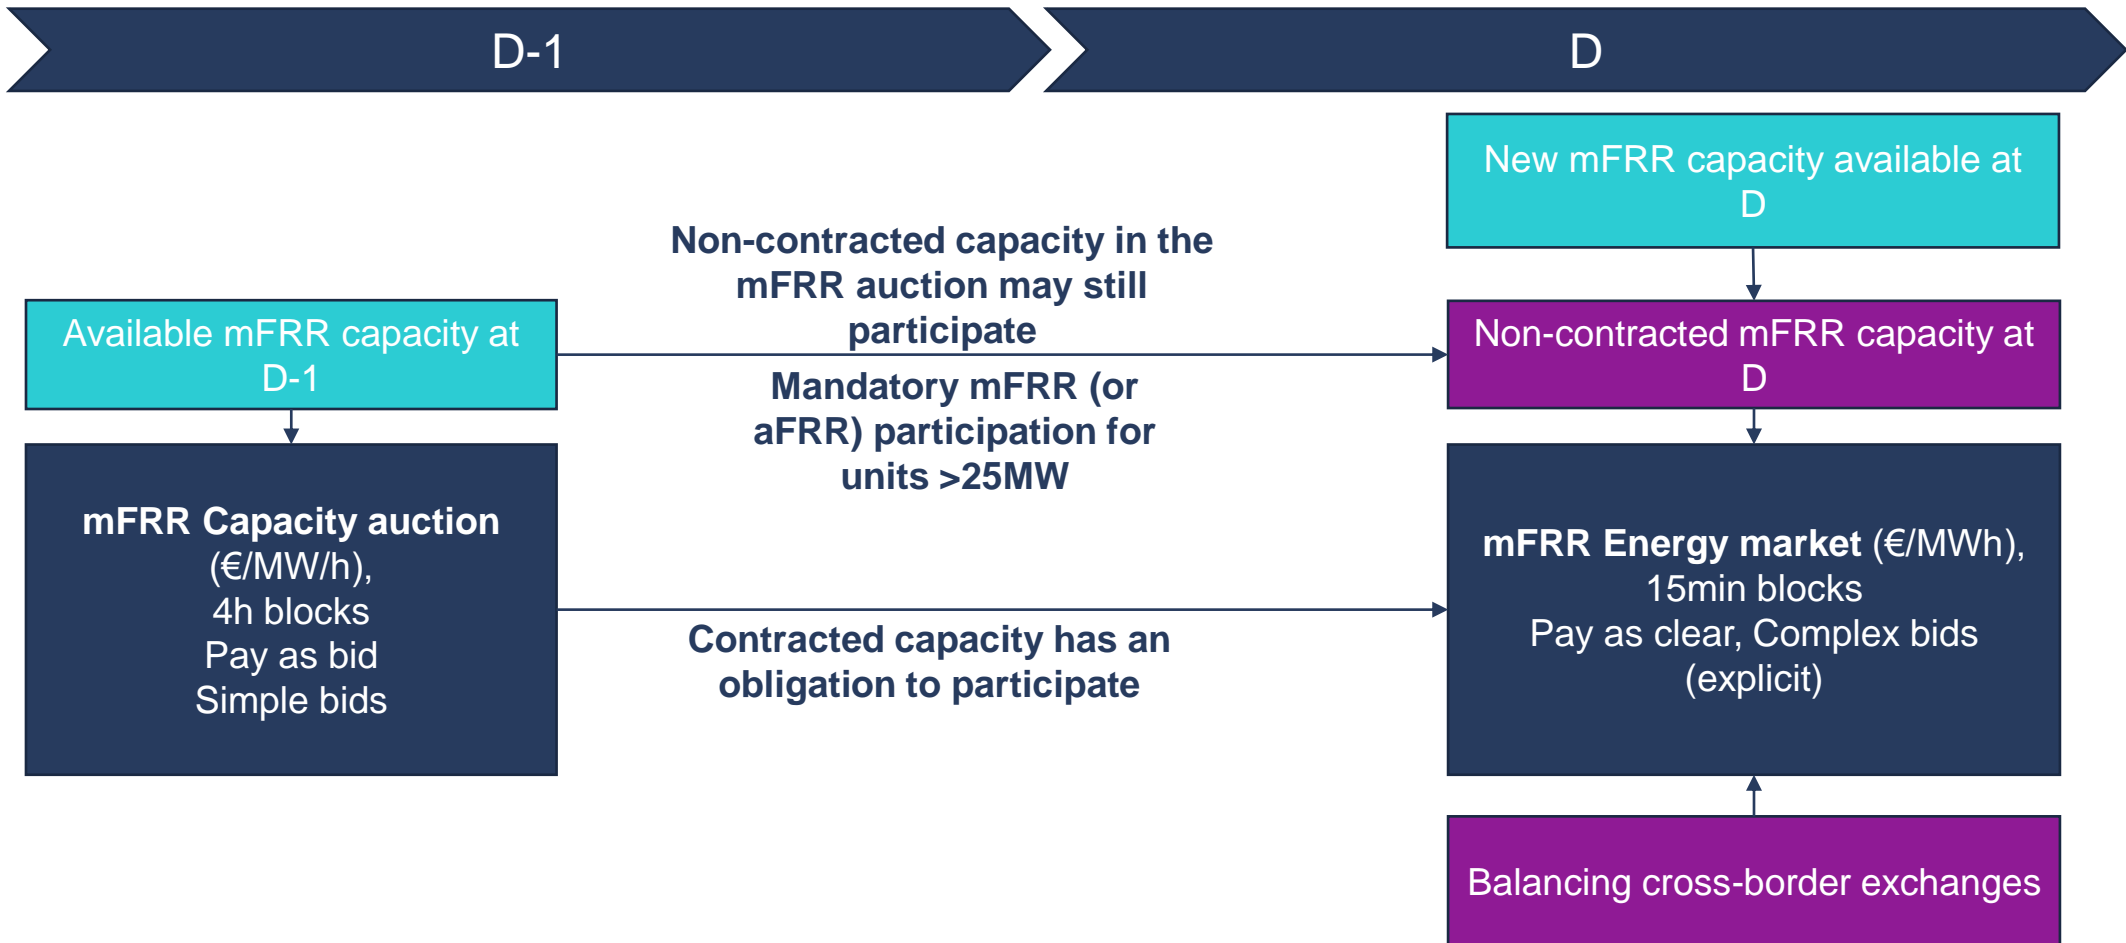 D-1
D
New mFRR capacity available at
D
Non-contracted capacity in the
mFRR auction may still
participate
Available mFRR capacity at
D-1
Non-contracted mFRR capacity at
D
Mandatory mFRR (or
aFRR) participation for
units >25MW
mFRR Capacity auction
(€/MW/h),
4h blocks
Pay as bid
Simple bids
mFRR Energy market (€/MWh),
15min blocks
Pay as clear, Complex bids
(explicit)
Contracted capacity has an
obligation to participate
Balancing cross-border exchanges